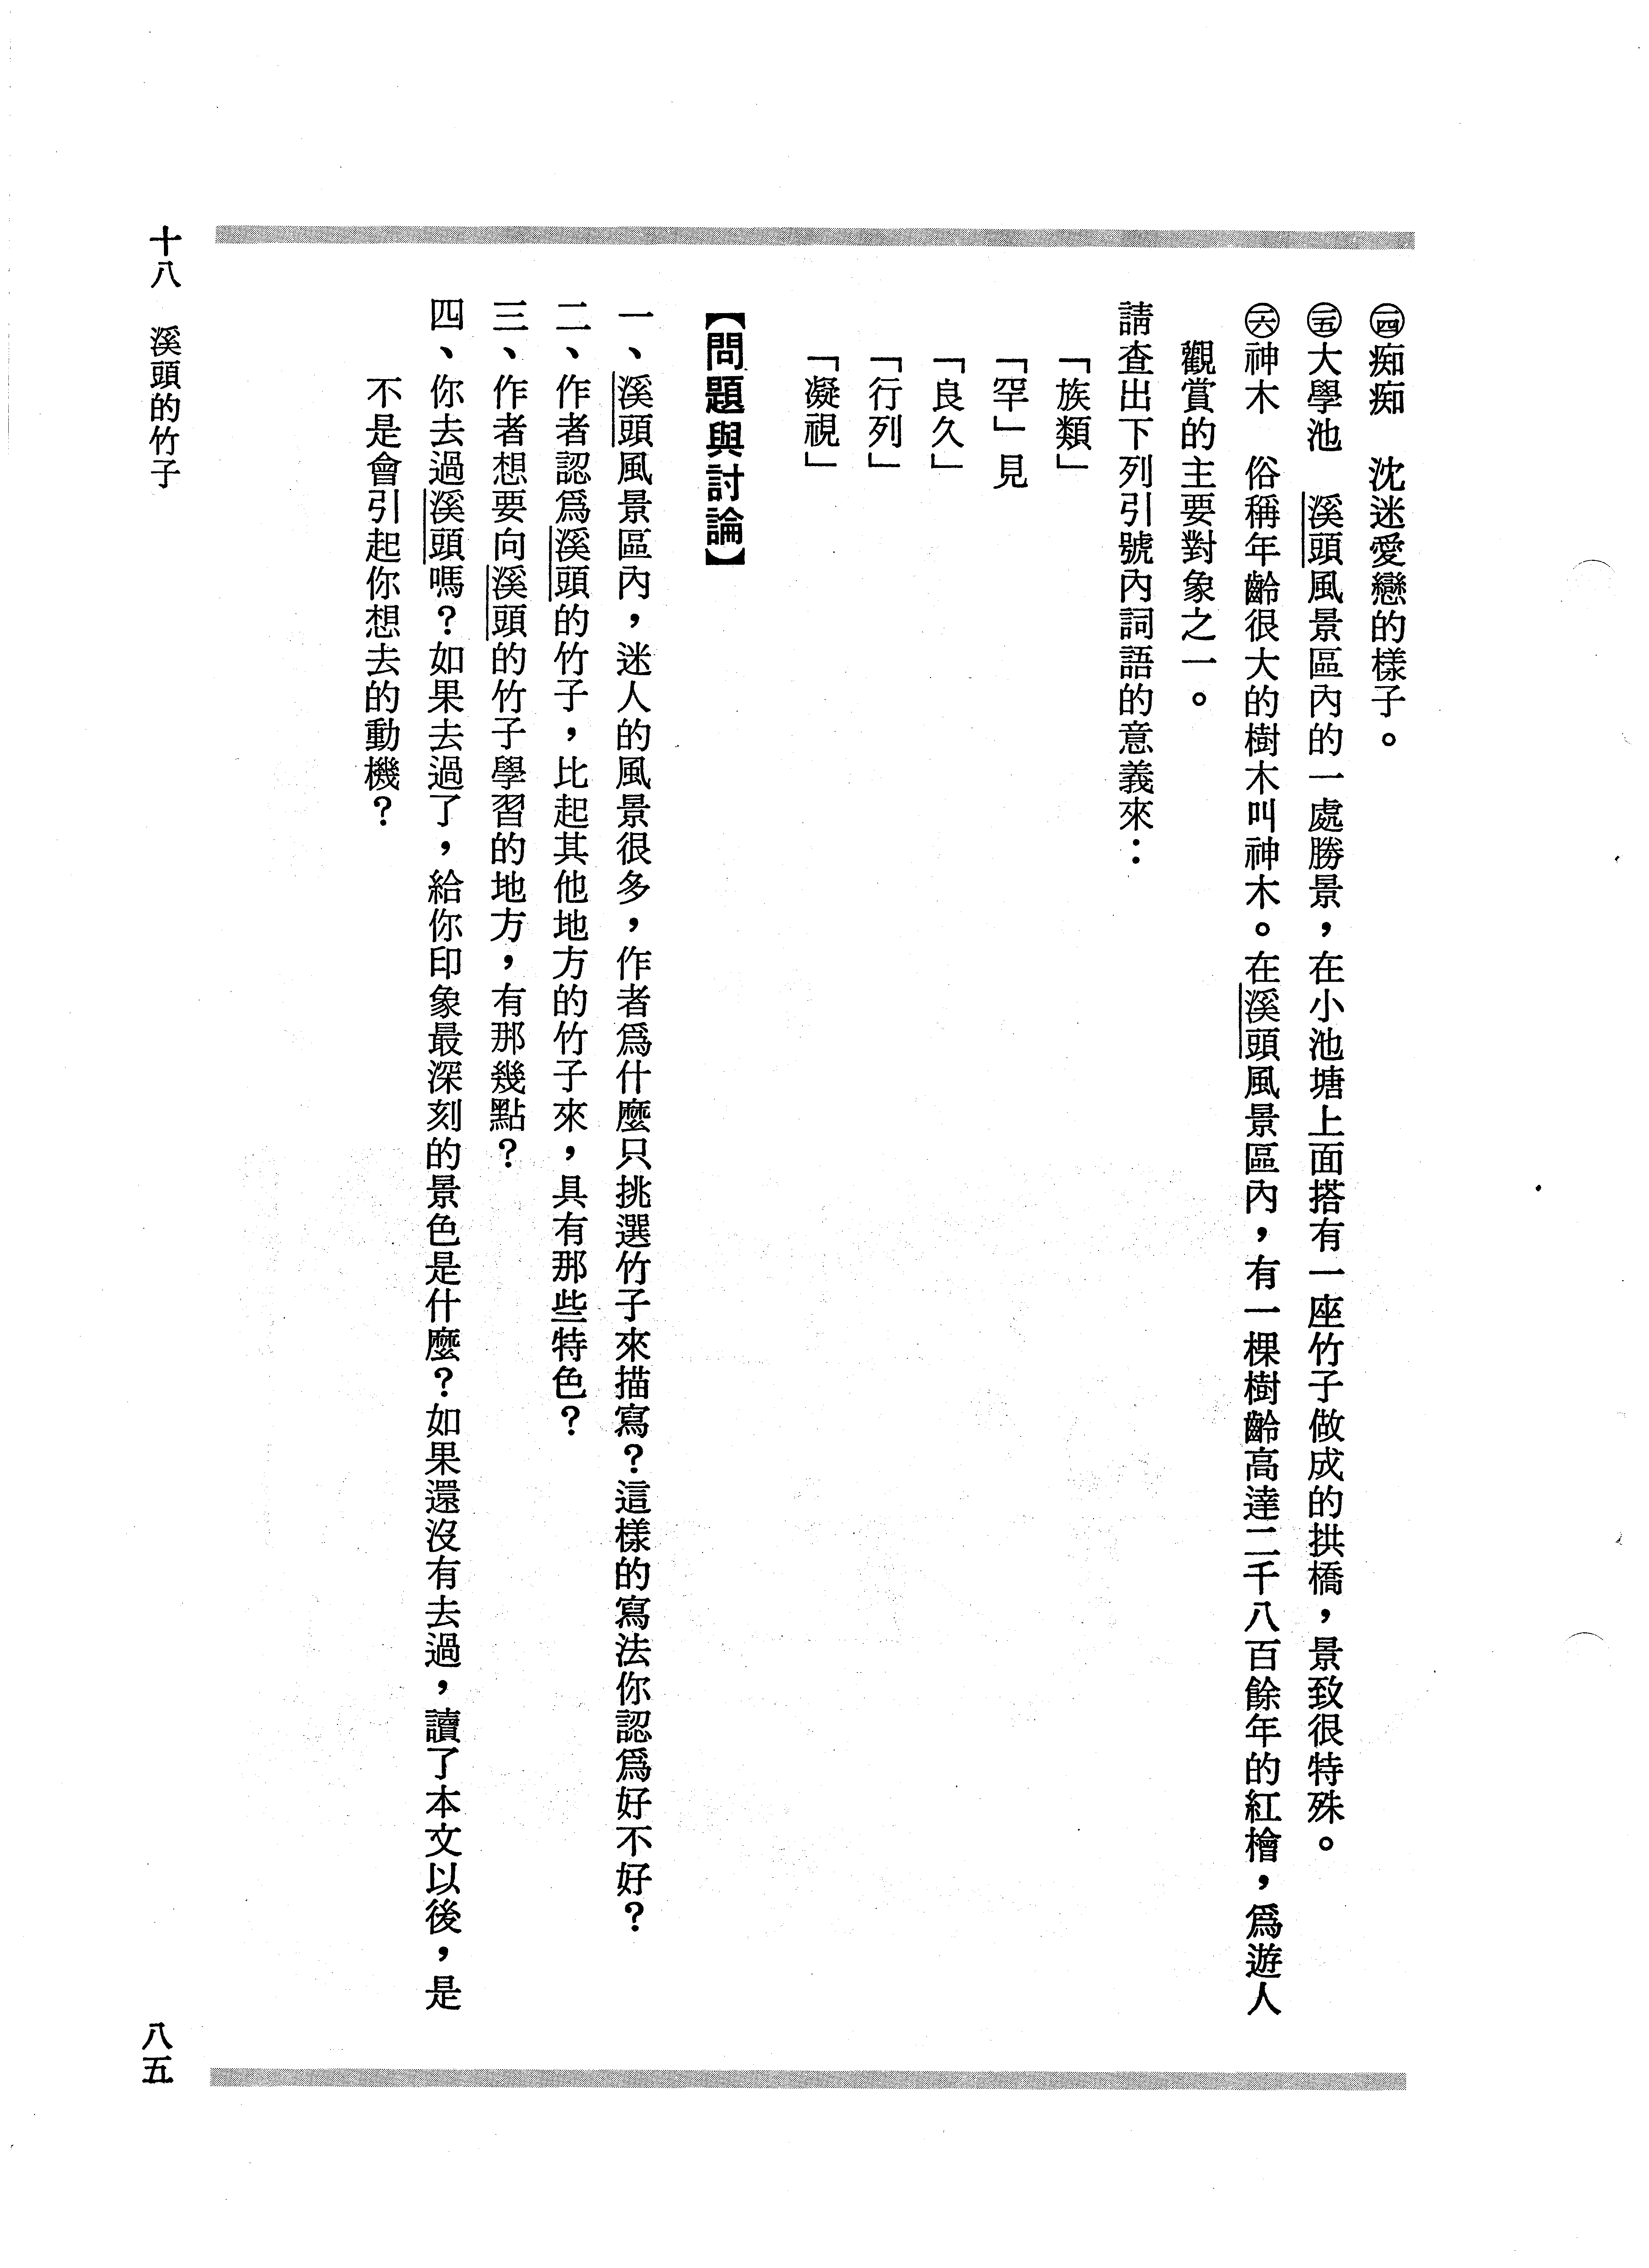 ㉔痴痴　沈迷愛戀的樣子。
㉕大學池　溪頭風景區內的一處勝景，在小池塘上面搭有一座竹子做成的拱橋，景致很特殊。
㉖神木　俗稱年齡很大的樹木叫神木。在溪頭風景區內，有一棵樹齡高達二千八百餘年的紅檜，爲遊人
觀賞的主要對象之一。
請查出下列引號內詞語的意義來：
「族類」
「罕」見
「良久」
「行列」
「凝視」
【問題與討論】
一、溪頭風景區內，迷人的風景很多，作者爲什麼只挑選竹子來描寫？這樣的寫法你認爲好不好？
二、作者認爲溪頭的竹子，比起其他地方的竹子來，具有那些特色？
三、作者想要向溪頭的竹子學習的地方，有那幾點？
四、你去過溪頭嗎？如果去過了，給你印象最深刻的景色是什麼？如果還沒有去過，讀了本文以後，是
不是會引起你想去的動機？
十八　溪頭的竹子
八五